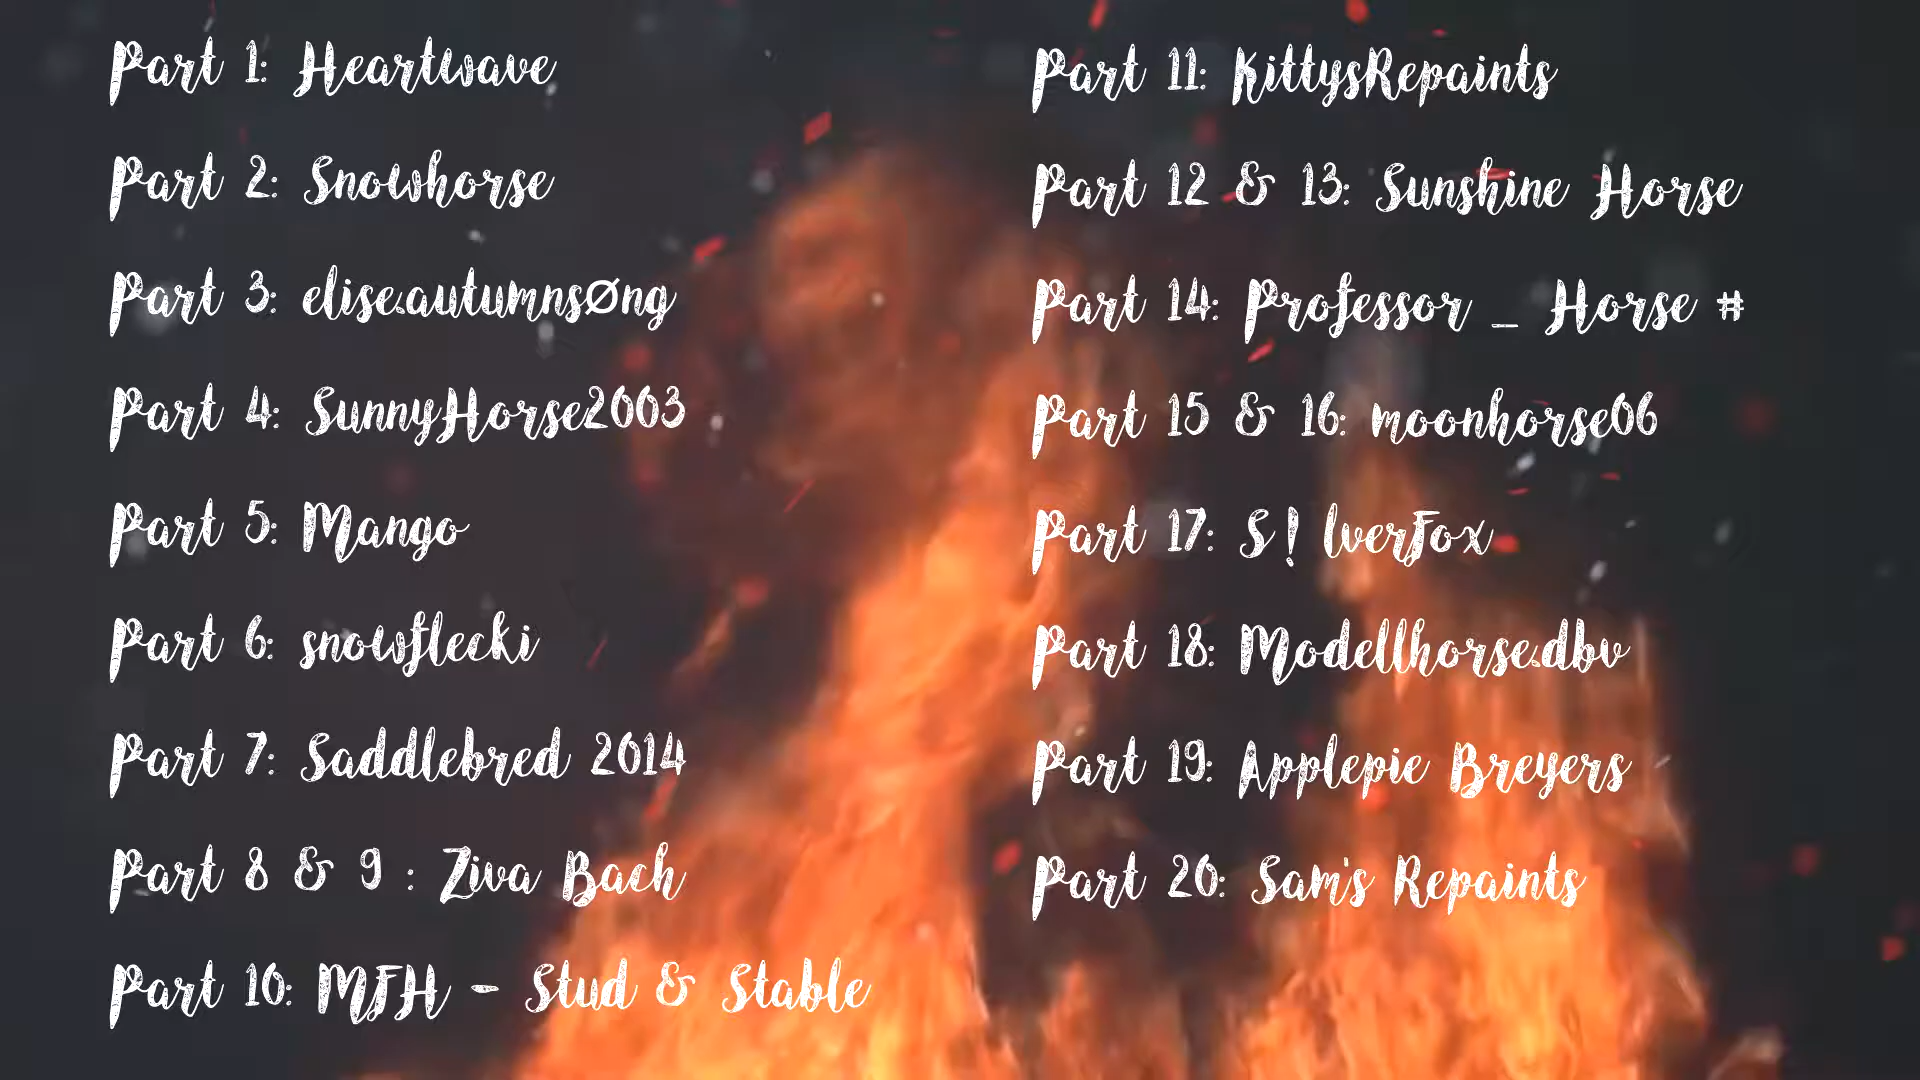 Part 1: Heartwave
Part 2: Snowhorse
Part 3: elise.autumnsØng
Part 4: SunnyHorse2003
Part 5: Mango
Part 6: snowflecki
Part 7: Saddlebred 2014
Part 8 & 9 : Ziva Bach
Part 10: MFH - Stud & Stable
Part 11: KittysRepaints
Part 12 & 13: Sunshine Horse
Part 14: Professor _ Horse #
Part 15 & 16: moonhorse06
Part 17: S! lverFox
Part 18: Modellhorse.dbv
Part 19: Applepie Breyers
Part 20: Sam's Repaints